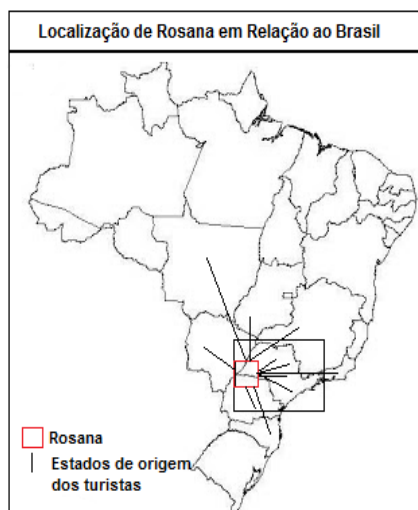 Localização de Rosana em Relação ao Brasil
Rosana
Estados de origem
dos turistas